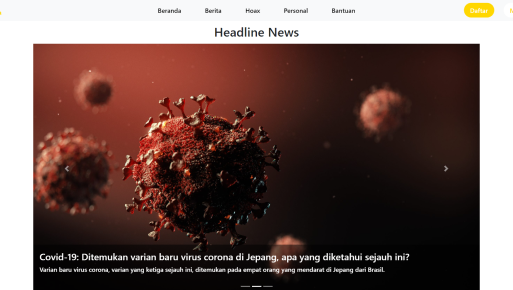 Beranda Berita Hoax Personal Bantuan Daftar
Headline News
Covid-19: Ditemukan varian baru virus corona di Jepang, apa yang diketahui sejauh ini?
Varian baru virus corona, varian yang ketiga sejauh ini, ditemukan pada empat orang yang mendarat di Jepang dari Brasil.